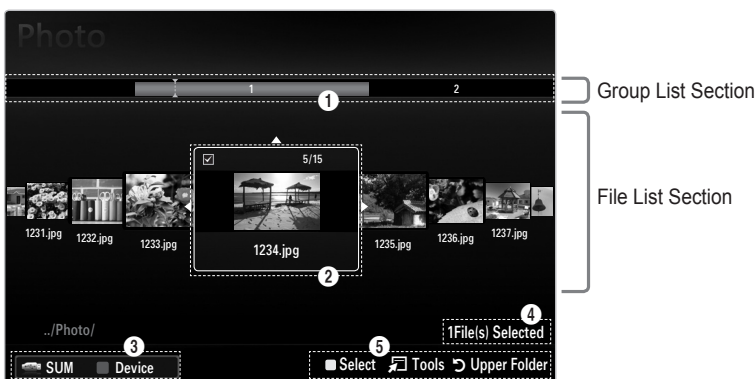 Photo
1 2
1
Group List Section
5/15
File List Section
1231.jpg 1232.jpg 1233.jpg 1234.jpg 1235.jpg 1236.jpg 1237.jpg
2
../Photo/
4
1File(s) Selected
3 5
SUM Device Select Tools Upper Folder